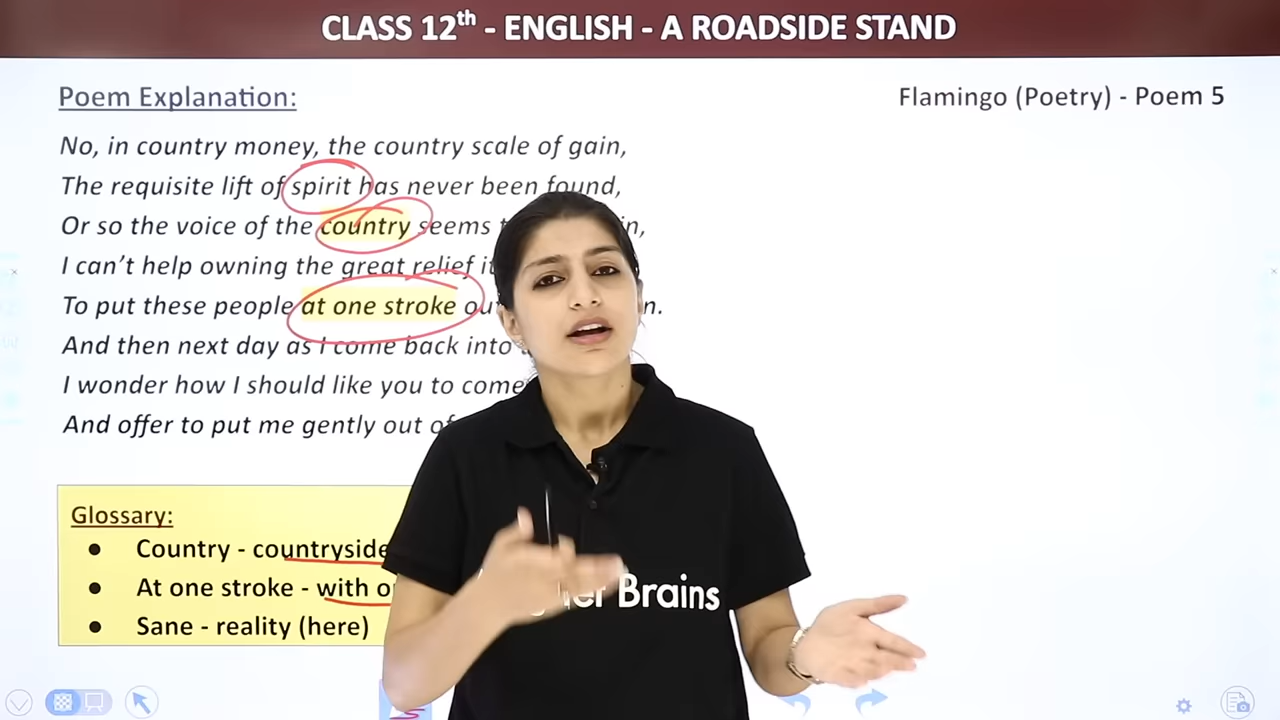 CLASS 12th - ENGLISH - A ROADSIDE STAND
Poem Explanation:
Flamingo (Poetry) - Poem 5
No, in country money, the country scale of gain,
The requisite lift of spirit has never been found,
Or so the voice of the country seems
I can't help owning the great relief
To put these people at one stroke
And then next day as I come back into
I wonder how I should like you to come
And offer to put me gently out of
Glossary:
● Country - countryside
● At one stroke - with
● Sane - reality (here)
Brains